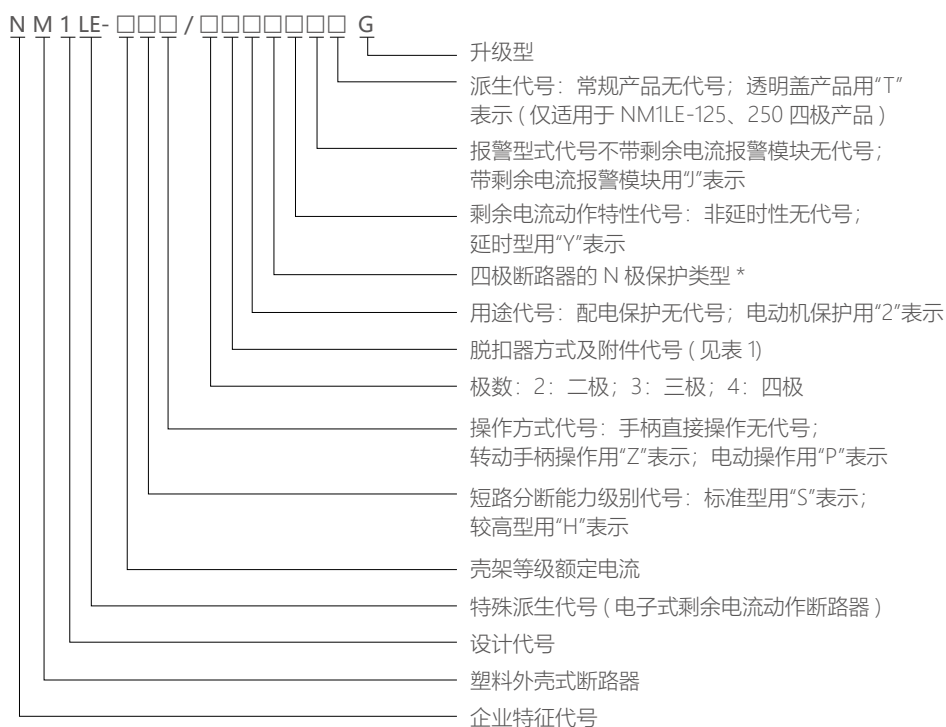 N M 1 LE- □□□ / □□□□□□□ G
升级型
派生代号：常规产品无代号；透明盖产品用“T”
表示 ( 仅适用于 NM1LE-125、250 四极产品 )
报警型式代号不带剩余电流报警模块无代号；
带剩余电流报警模块用“J”表示
剩余电流动作特性代号：非延时性无代号；
延时型用“Y”表示
四极断路器的 N 极保护类型 *
用途代号：配电保护无代号；电动机保护用“2”表示
脱扣器方式及附件代号 ( 见表 1)
极数：2：二极；3：三极；4：四极
操作方式代号：手柄直接操作无代号；
转动手柄操作用“Z”表示；电动操作用“P”表示
短路分断能力级别代号：标准型用“S”表示；
较高型用“H”表示
壳架等级额定电流
特殊派生代号 ( 电子式剩余电流动作断路器 )
设计代号
塑料外壳式断路器
企业特征代号